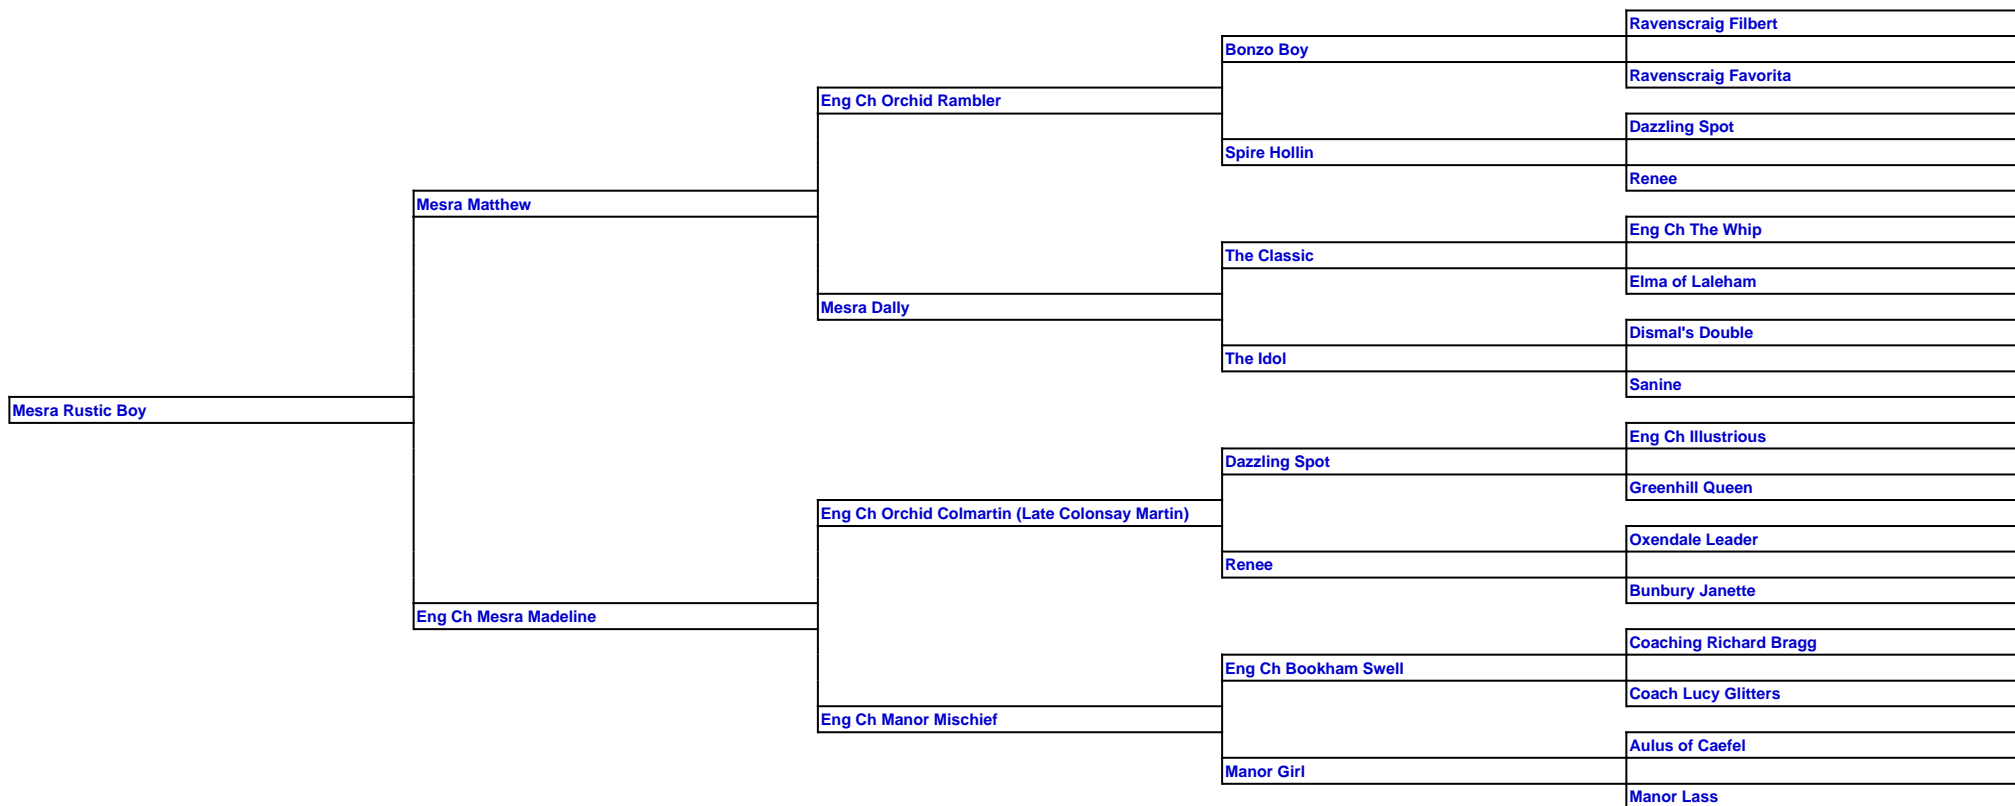 Ravenscraig Filbert
Bonzo Boy
Ravenscraig Favorita
Eng Ch Orchid Rambler
Dazzling Spot
Spire Hollin
Renee
Mesra Matthew
Eng Ch The Whip
The Classic
Elma of Laleham
Mesra Dally
Dismal's Double
The Idol
Sanine
Mesra Rustic Boy
Eng Ch Illustrious
Dazzling Spot
Greenhill Queen
Eng Ch Orchid Colmartin (Late Colonsay Martin)
Oxendale Leader
Renee
Bunbury Janette
Eng Ch Mesra Madeline
Coaching Richard Bragg
Eng Ch Bookham Swell
Coach Lucy Glitters
Eng Ch Manor Mischief
Aulus of Caefel
Manor Girl
Manor Lass